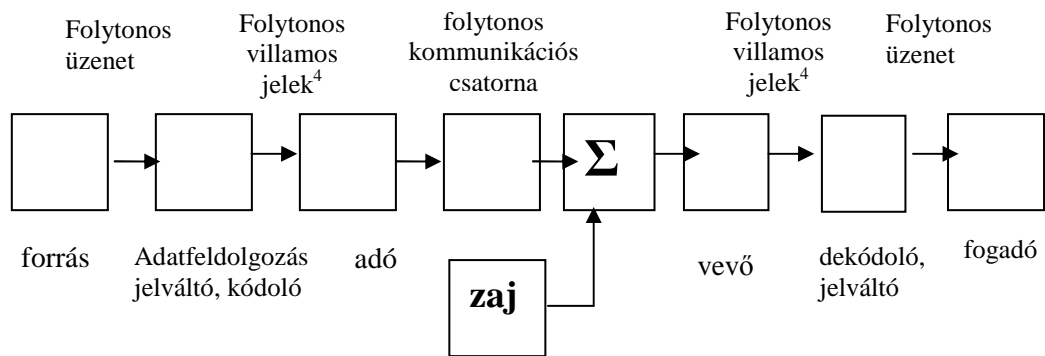 Folytonos
üzenet
Folytonos
villamos
jelek⁴
folytonos
kommunikációs
csatorna
Folytonos
villamos
jelek⁴
Folytonos
üzenet
Σ
forrás
Adatfeldolgozás
jelváltó, kódoló
adó
zaj
vevő
dekódoló,
jelváltó
fogadó